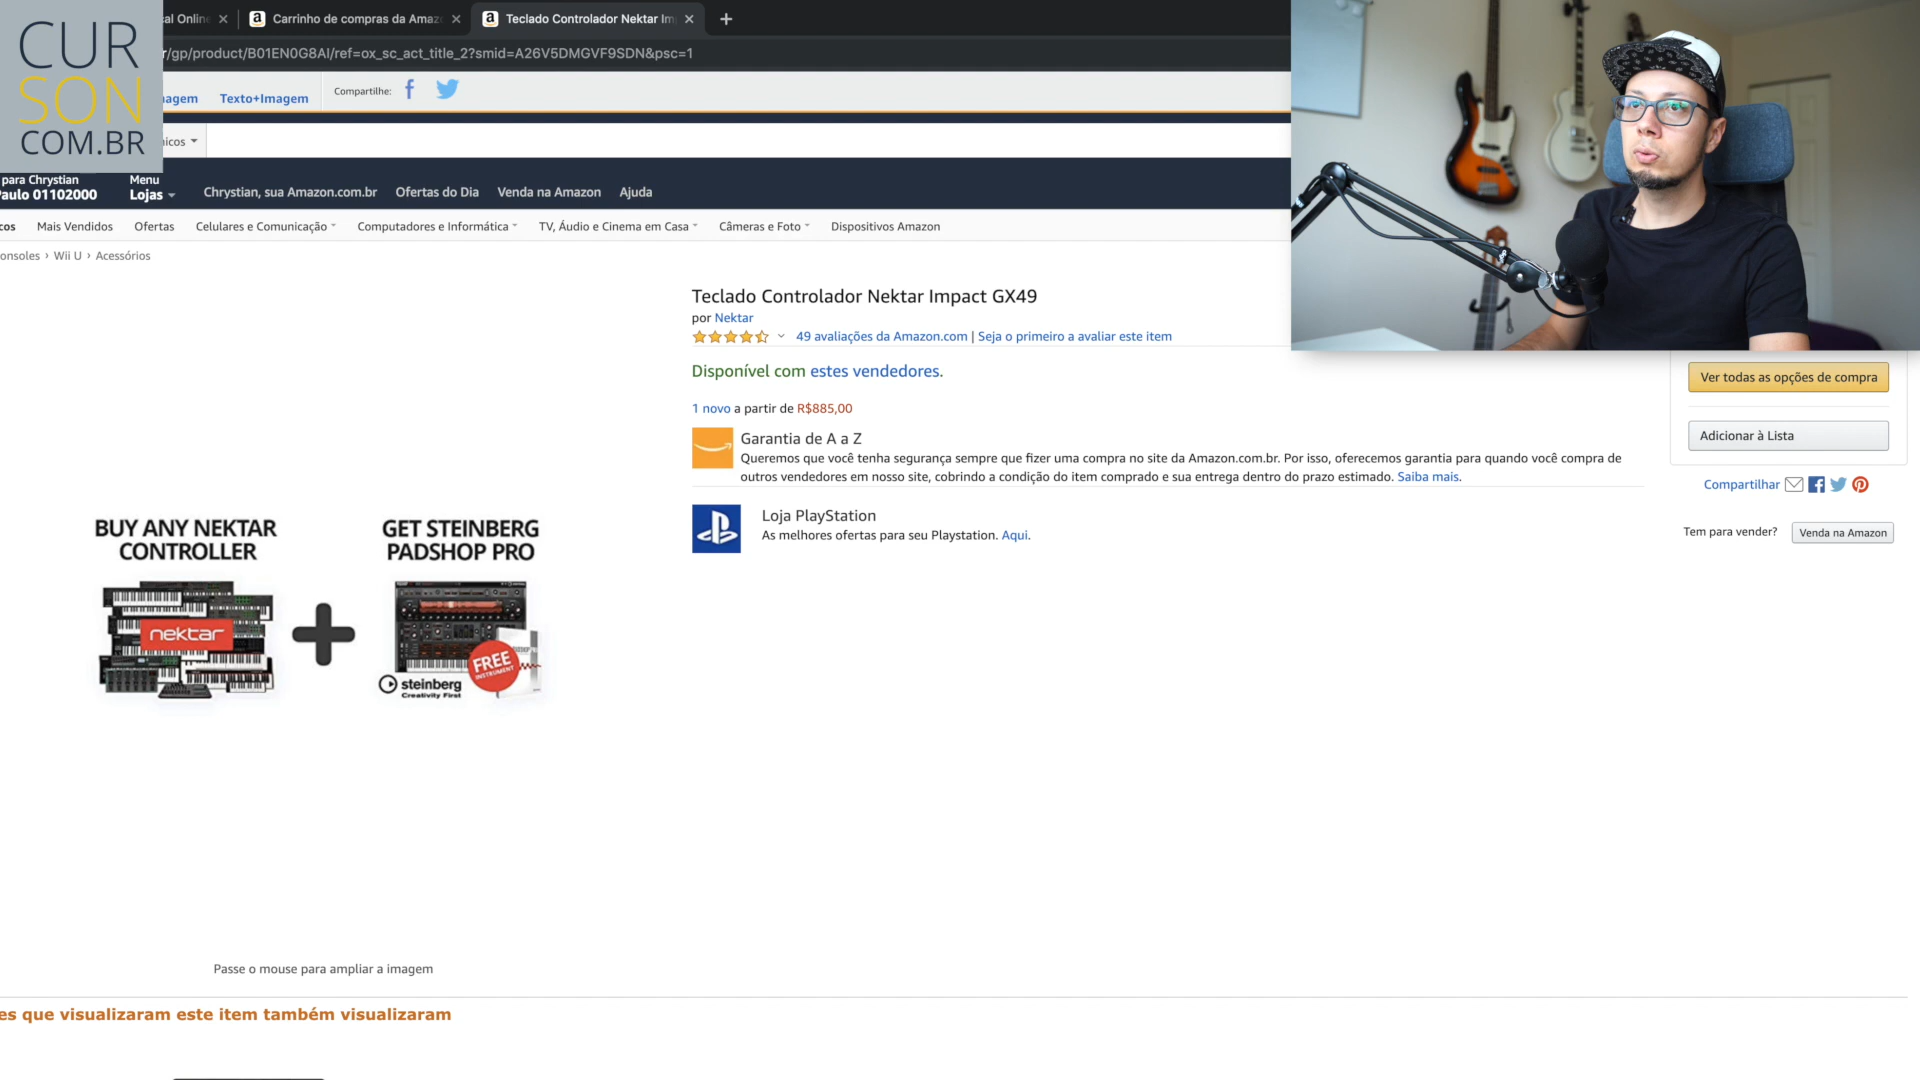 CUR
SON
COM.BR
Carrinho de compras da Amaz
Teclado Controlador Nektar Im
/gp/product/B01EN0G8AI/ref=ox_sc_act_title_2?smid=A26V5DMGVF9SDN&psc=1
Texto+Imagem
Compartilhe:
para Chrystian
Paulo 01102000
Menu
Lojas
Chrystian, sua Amazon.com.br
Ofertas do Dia
Venda na Amazon
Ajuda
Mais Vendidos
Ofertas
Celulares e Comunicação
Computadores e Informática
TV, Áudio e Cinema em Casa
Câmeras e Foto
Dispositivos Amazon
onsoles › Wii U › Acessórios
Teclado Controlador Nektar Impact GX49
por Nektar
49 avaliações da Amazon.com | Seja o primeiro a avaliar este item
Disponível com estes vendedores.
1 novo a partir de R$885,00
Garantia de A a Z
Queremos que você tenha segurança sempre que fizer uma compra no site da Amazon.com.br. Por isso, oferecemos garantia para quando você compra de
outros vendedores em nosso site, cobrindo a condição do item comprado e sua entrega dentro do prazo estimado. Saiba mais.
Loja PlayStation
As melhores ofertas para seu Playstation. Aqui.
Ver todas as opções de compra
Adicionar à Lista
Compartilhar
Tem para vender?
Venda na Amazon
BUY ANY NEKTAR
CONTROLLER
nektar
GET STEINBERG
PADSHOP PRO
FREE
INSTRUMENT
steinberg
Creativity First
Passe o mouse para ampliar a imagem
es que visualizaram este item também visualizaram